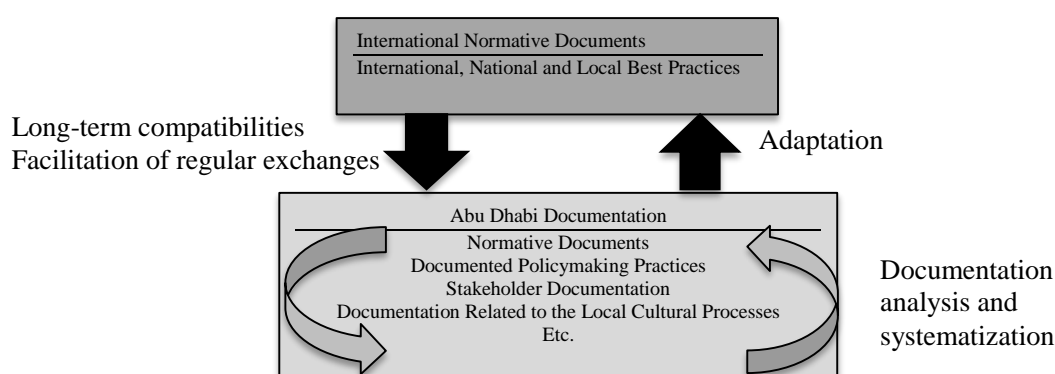 International Normative Documents
International, National and Local Best Practices
Long-term compatibilities
Facilitation of regular exchanges
Adaptation
Abu Dhabi Documentation
Normative Documents
Documented Policymaking Practices
Stakeholder Documentation
Documentation Related to the Local Cultural Processes
Etc.
Documentation
analysis and
systematization